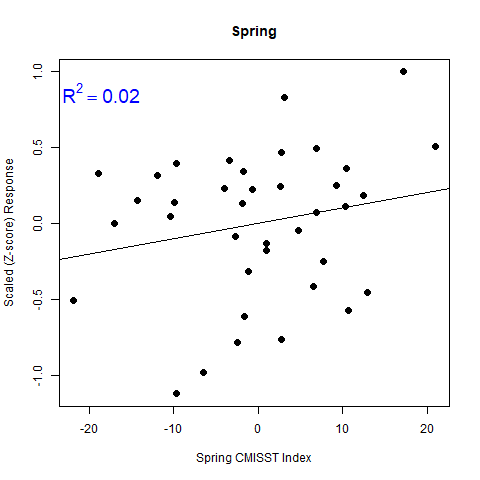 Spring
R² = 0.02
1.0
0.5
0.0
-0.5
-1.0
Scaled (Z-score) Response
-20 -10 0 10 20
Spring CMISST Index